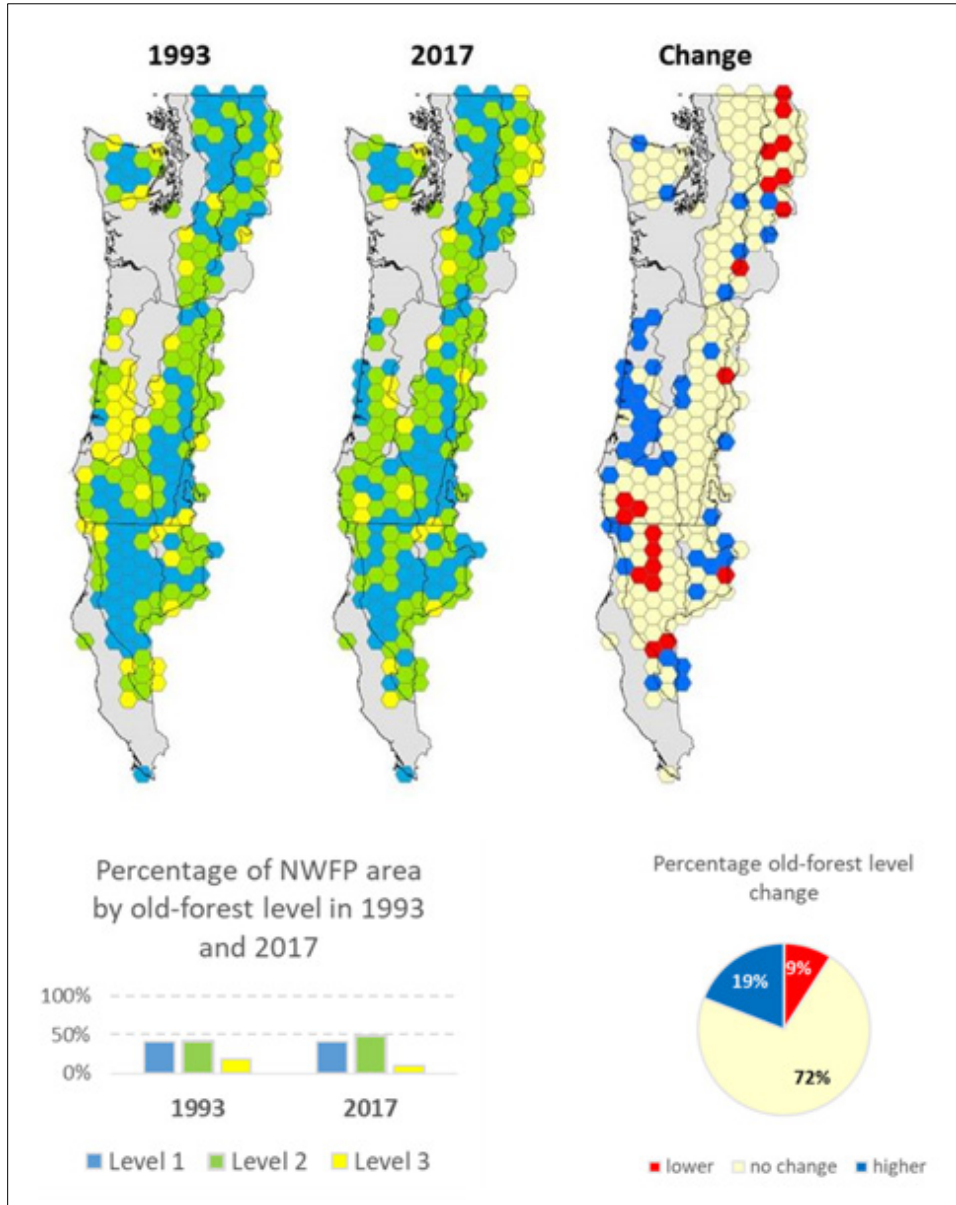 1993
2017
Change
Percentage of NWFP area
by old-forest level in 1993
and 2017
100%
50%
0%
1993
2017
Level 1
Level 2
Level 3
Percentage old-forest level
change
19%
9%
72%
lower
no change
higher